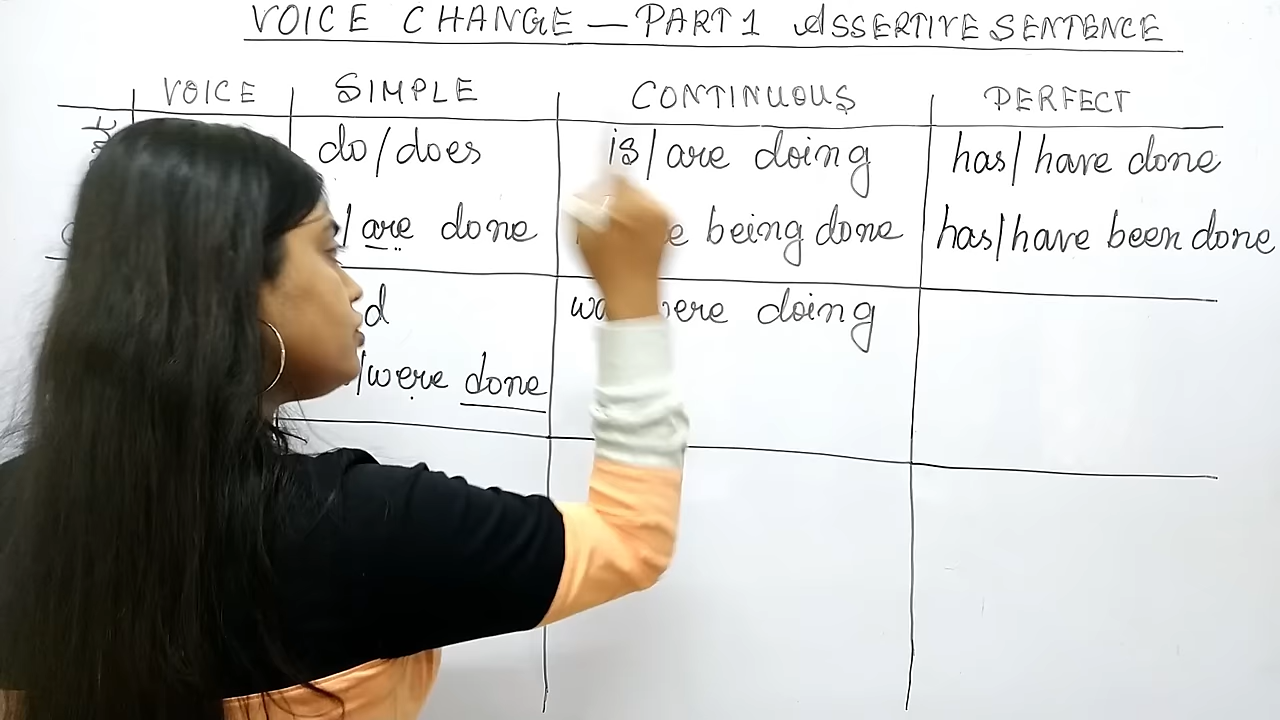 VOICE CHANGE — PART 1 ASSERTIVE SENTENCE
VOICE SIMPLE CONTINUOUS PERFECT
do/does is/are doing has/have done
/are done being done has/have been done
doing
/were done